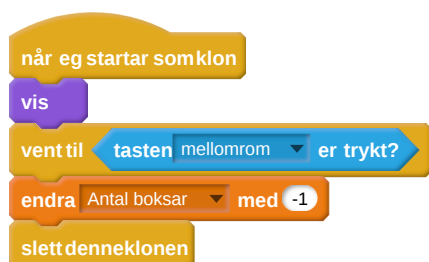 når eg startar som klon
vis
vent til tasten mellomrom er trykt?
endra Antal boksar med -1
slett denne klonen